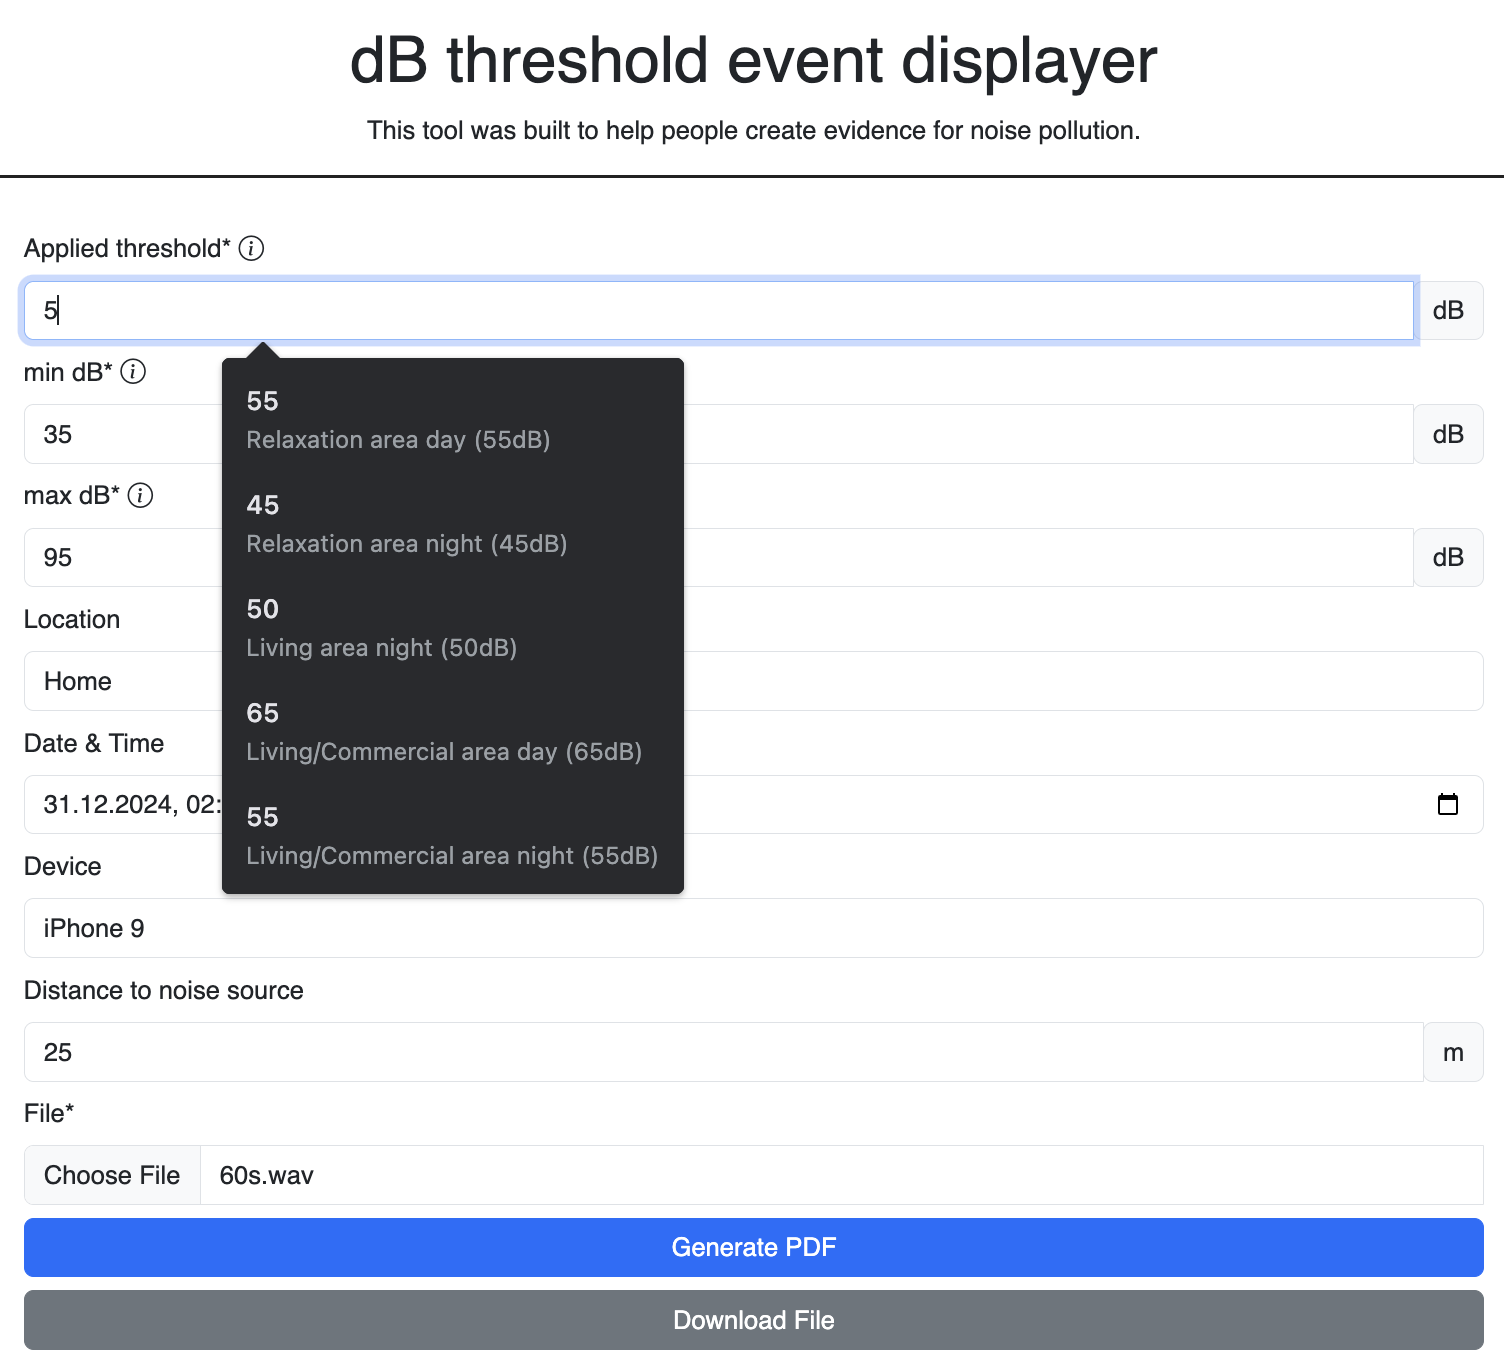 dB threshold event displayer
This tool was built to help people create evidence for noise pollution.
Applied threshold*
5
dB
min dB*
35
dB
max dB*
95
dB
55
Relaxation area day (55dB)
45
Relaxation area night (45dB)
50
Living area night (50dB)
65
Living/Commercial area day (65dB)
55
Living/Commercial area night (55dB)
Location
Home
Date & Time
31.12.2024, 02:
Device
iPhone 9
Distance to noise source
25
m
File*
Choose File
60s.wav
Generate PDF
Download File